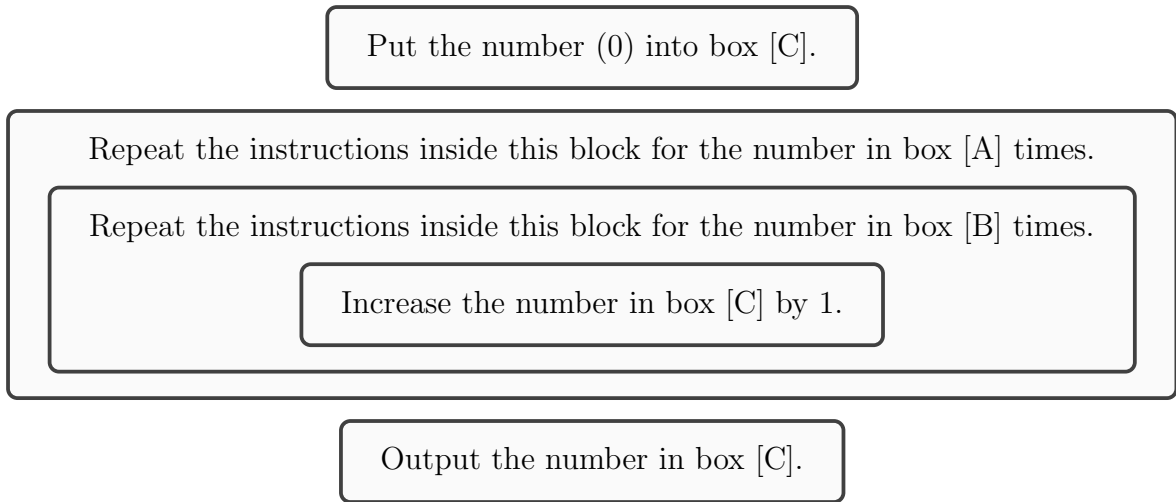 Put the number (0) into box [C].
Repeat the instructions inside this block for the number in box [A] times.
Repeat the instructions inside this block for the number in box [B] times.
Increase the number in box [C] by 1.
Output the number in box [C].